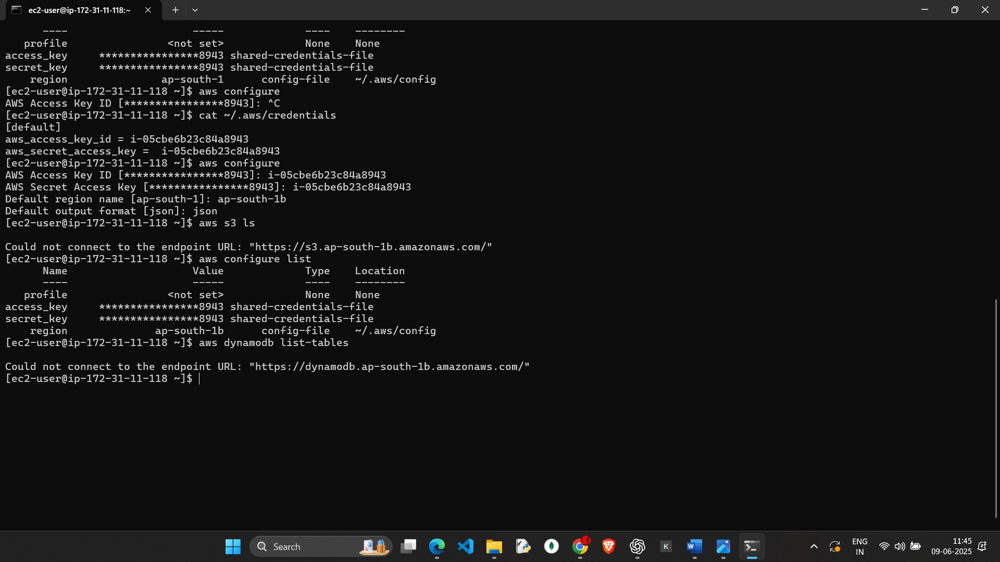 ec2-user@ip-172-31-11-118:~
---- ----- ---- --------
profile <not set> None None
access_key ****************8943 shared-credentials-file
secret_key ****************8943 shared-credentials-file
region ap-south-1 config-file ~/.aws/config
[ec2-user@ip-172-31-11-118 ~]$ aws configure
AWS Access Key ID [****************8943]: ^C
[ec2-user@ip-172-31-11-118 ~]$ cat ~/.aws/credentials
[default]
aws_access_key_id = i-05cbe6b23c84a8943
aws_secret_access_key =  i-05cbe6b23c84a8943
[ec2-user@ip-172-31-11-118 ~]$ aws configure
AWS Access Key ID [****************8943]: i-05cbe6b23c84a8943
AWS Secret Access Key [****************8943]: i-05cbe6b23c84a8943
Default region name [ap-south-1]: ap-south-1b
Default output format [json]: json
[ec2-user@ip-172-31-11-118 ~]$ aws s3 ls
Could not connect to the endpoint URL: "https://s3.ap-south-1b.amazonaws.com/"
[ec2-user@ip-172-31-11-118 ~]$ aws configure list
Name Value Type Location
---- ----- ---- --------
profile <not set> None None
access_key ****************8943 shared-credentials-file
secret_key ****************8943 shared-credentials-file
region ap-south-1b config-file ~/.aws/config
[ec2-user@ip-172-31-11-118 ~]$ aws dynamodb list-tables
Could not connect to the endpoint URL: "https://dynamodb.ap-south-1b.amazonaws.com/"
[ec2-user@ip-172-31-11-118 ~]$
Search
K
W
ENG
IN
11:45
09-06-2025